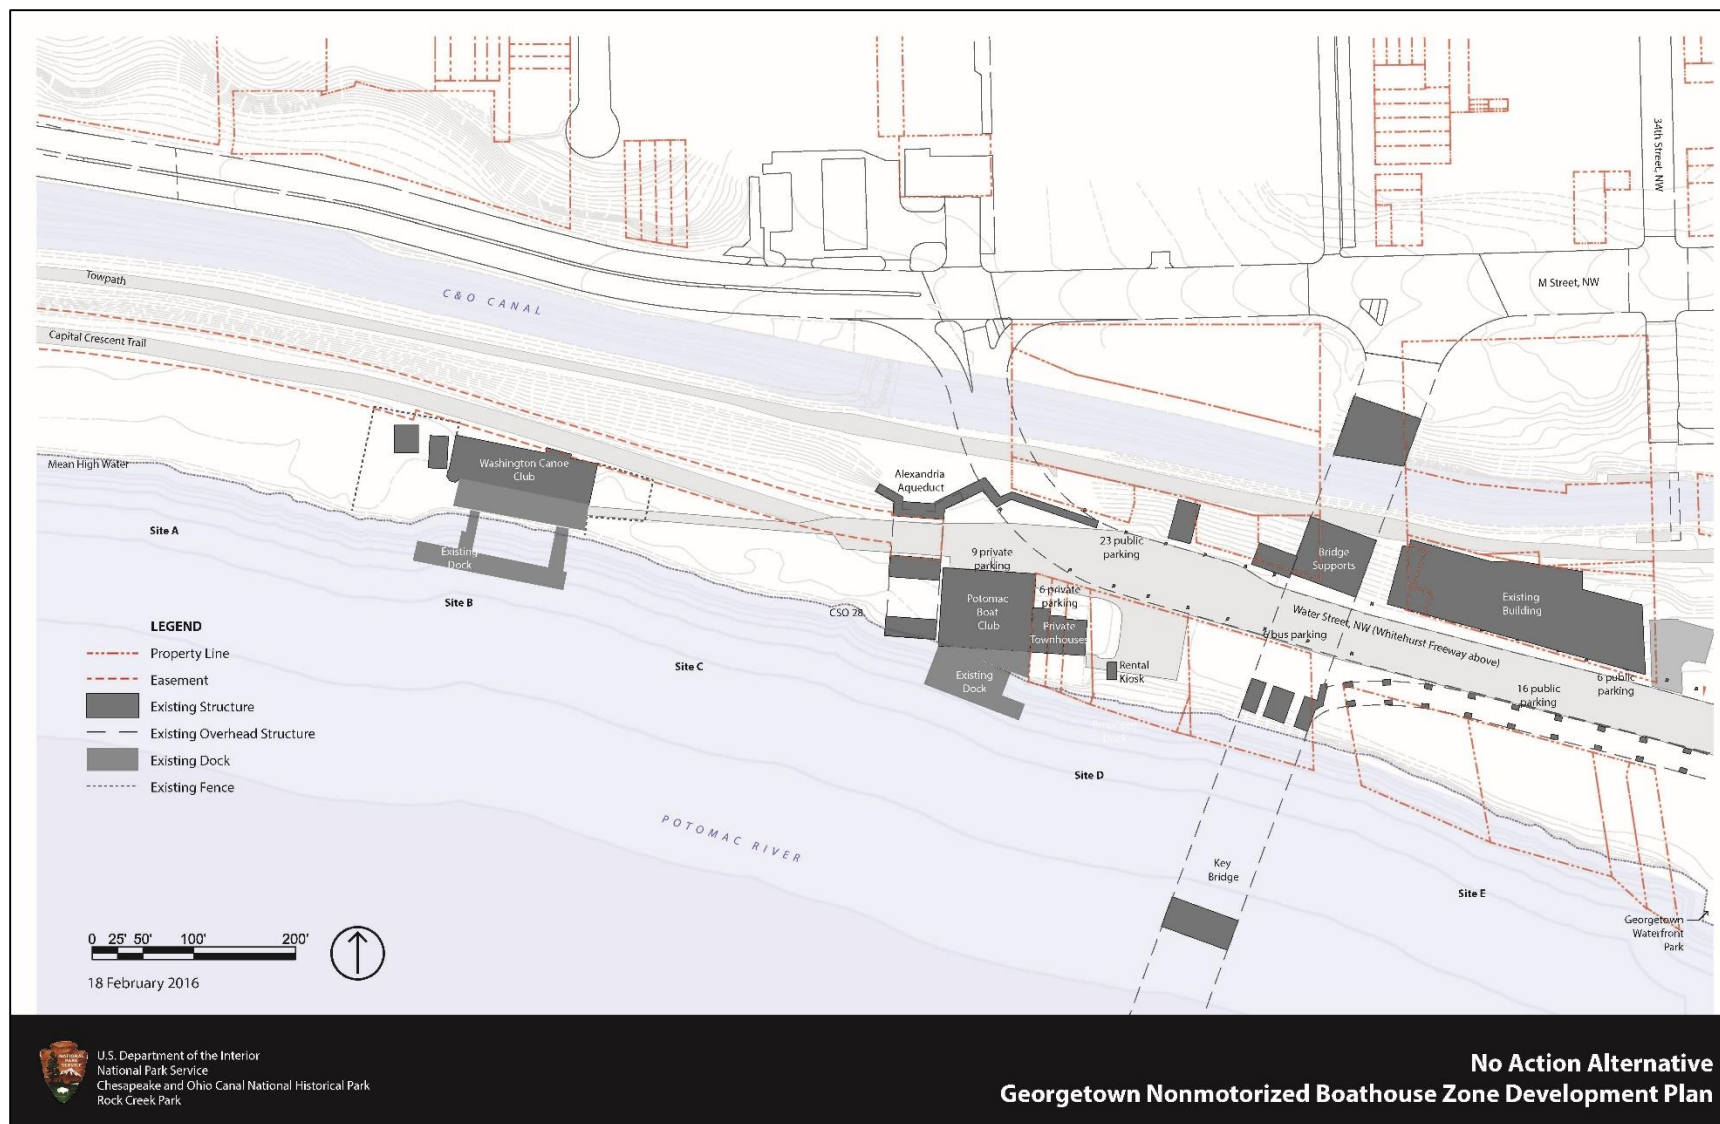 34th Street, NW
M Street, NW
Towpath
C&O CANAL
Capital Crescent Trail
Mean High Water
Washington Canoe
Club
Alexandria
Aqueduct
Site A
Existing
Dock
Site B
9 private
parking
23 public
parking
Bridge
Supports
Existing
Building
CSO 28
Potomac
Boat
Club
6 private
parking
Private
Townhouses
Water Street, NW (Whitehurst Freeway above)
bus parking
Site C
Existing
Dock
Rental
Kiosk
16 public
parking
6 public
parking
LEGEND
Property Line
Easement
Existing Structure
Existing Overhead Structure
Existing Dock
Existing Fence
Site D
POTOMAC RIVER
Key
Bridge
Site E
Georgetown
Waterfront
Park
0 25' 50' 100' 200'
18 February 2016
NATIONAL
PARK
SERVICE
U.S. Department of the Interior
National Park Service
Chesapeake and Ohio Canal National Historical Park
Rock Creek Park
No Action Alternative
Georgetown Nonmotorized Boathouse Zone Development Plan